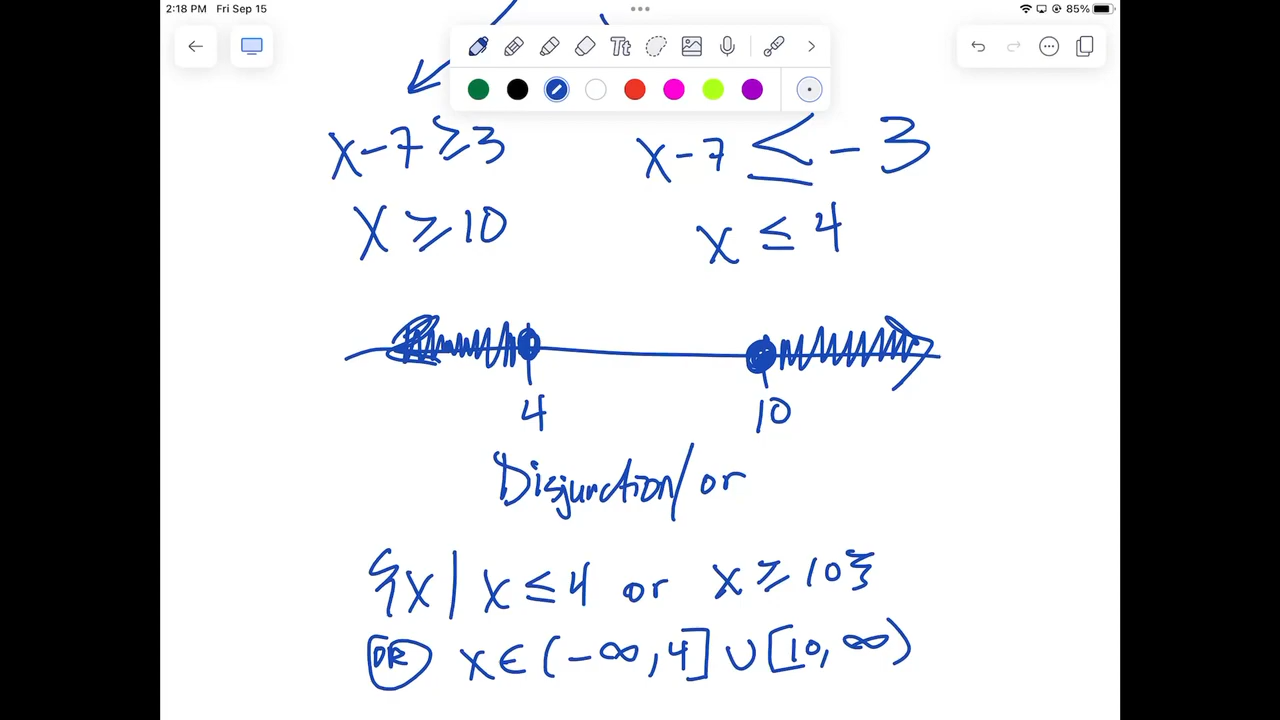 2:18 PM Fri Sep 15
85%
Tt
x-7 ≥ 3
x-7 ≤ -3
x ≥ 10
x ≤ 4
4
10
Disjunction/or
{x | x ≤ 4 or x ≥ 10}
OR x ∈ (-∞, 4] ∪ [10, ∞)